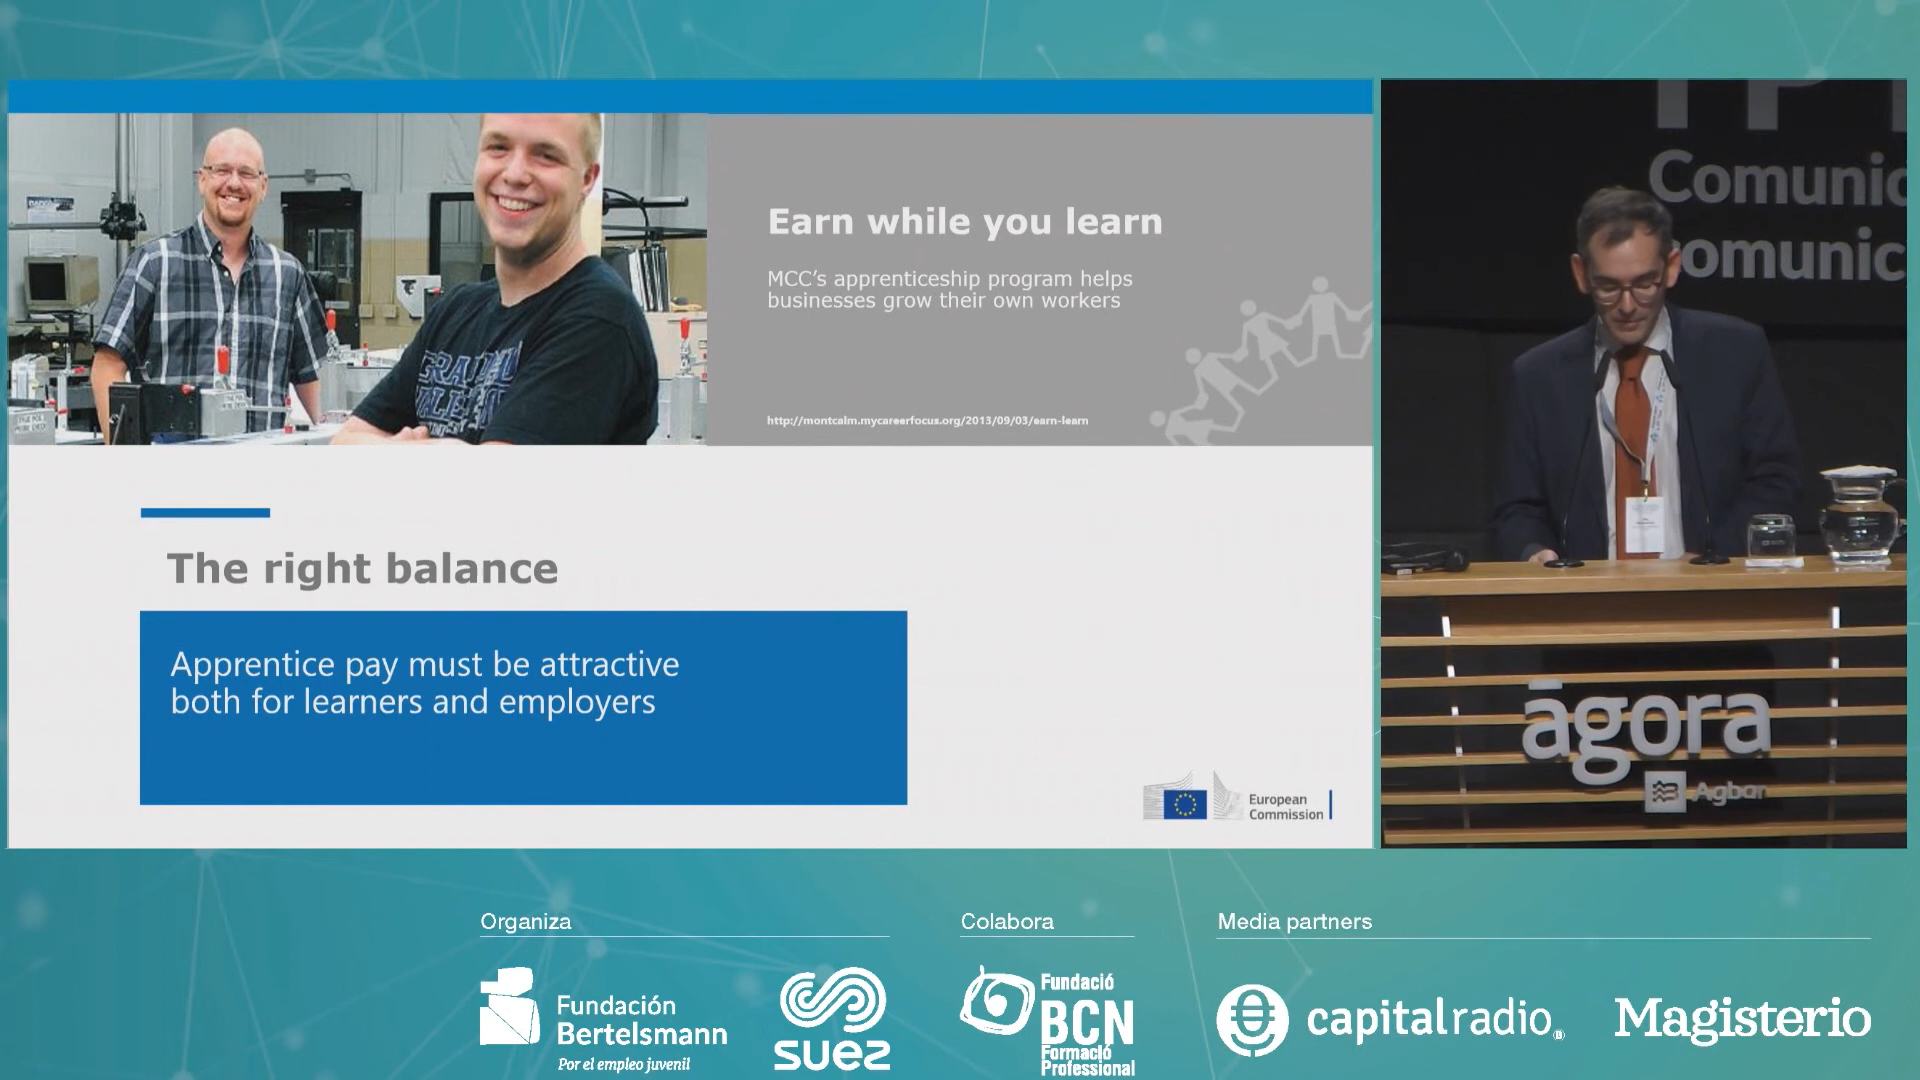 Earn while you learn
MCC's apprenticeship program helps
businesses grow their own workers
http://montcalm.mycareerfocus.org/2013/09/03/earn-learn
The right balance
Apprentice pay must be attractive
both for learners and employers
European
Commission
Comunic
comunic
āgora
Agbar
Organiza
Fundación
Bertelsmann
Por el empleo juvenil
suez
Colabora
Fundació
BCN
Formació
Professional
Media partners
capitalradio
Magisterio